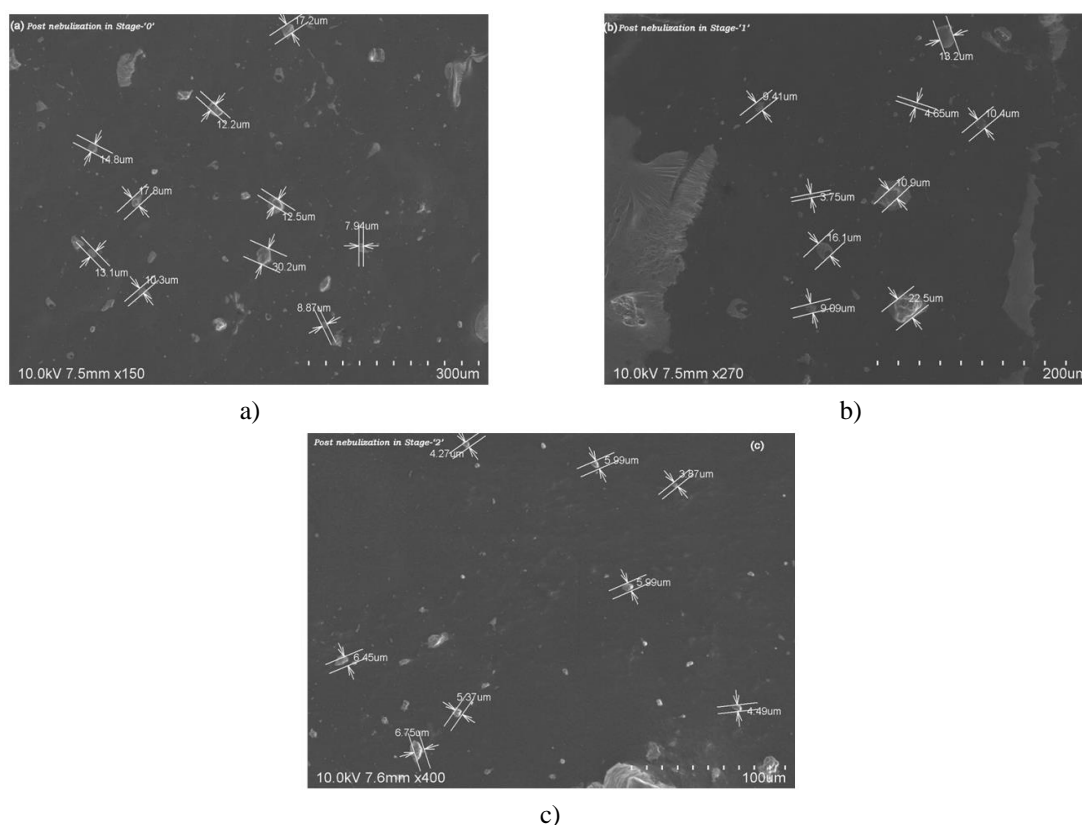 (a) Post nebulization in Stage-'0'
17.2um
12.2um
14.8um
17.8um
12.5um
7.94um
13.1um
30.2um
10.3um
8.87um
10.0kV 7.5mm x150
300um
(b) Post nebulization in Stage-'1'
13.2um
9.41um
4.65um
10.4um
3.75um
10.9um
16.1um
22.5um
9.09um
10.0kV 7.5mm x270
200um
a)
b)
Post nebulization in Stage-'2'
(c)
4.27um
5.99um
3.87um
5.99um
6.45um
5.37um
4.49um
6.75um
10.0kV 7.6mm x400
100um
c)